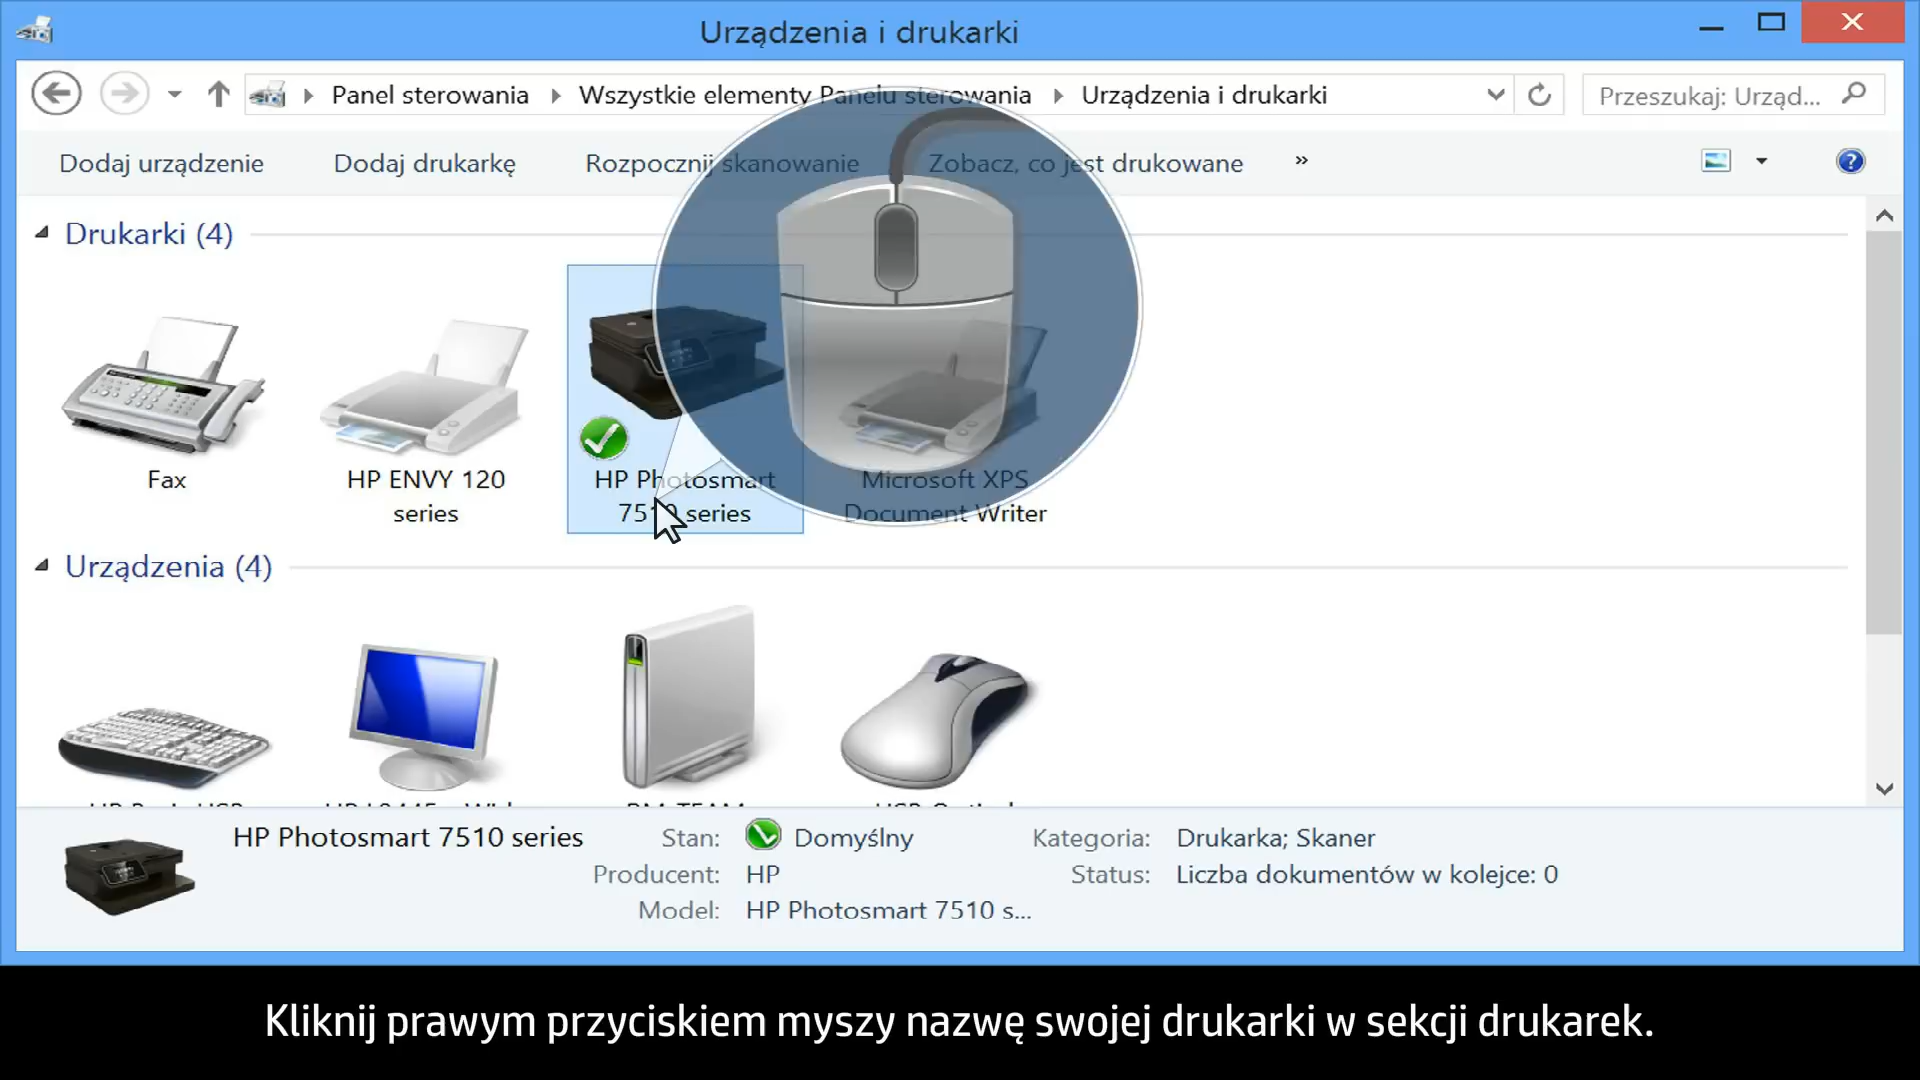 Urządzenia i drukarki
Panel sterowania Wszystkie elementy Panelu sterowania Urządzenia i drukarki
Przeszukaj: Urząd...
Dodaj urządzenie Dodaj drukarkę Rozpocznij skanowanie Zobacz, co jest drukowane »
Drukarki (4)
Fax
HP ENVY 120
series
HP Photosmart
7510 series
Microsoft XPS
Document Writer
Urządzenia (4)
HP Photosmart 7510 series
Stan: Domyślny
Producent: HP
Model: HP Photosmart 7510 s...
Kategoria: Drukarka; Skaner
Status: Liczba dokumentów w kolejce: 0
Kliknij prawym przyciskiem myszy nazwę swojej drukarki w sekcji drukarek.